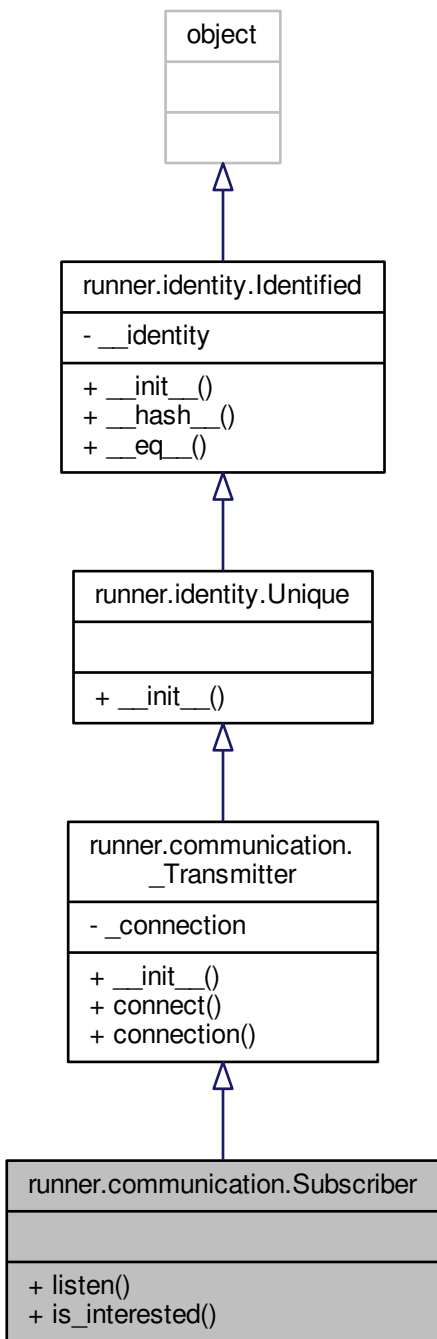 object
runner.identity.Identified
- __identity
+ __init__()
+ __hash__()
+ __eq__()
runner.identity.Unique
+ __init__()
runner.communication.
_Transmitter
- _connection
+ __init__()
+ connect()
+ connection()
runner.communication.Subscriber
+ listen()
+ is_interested()